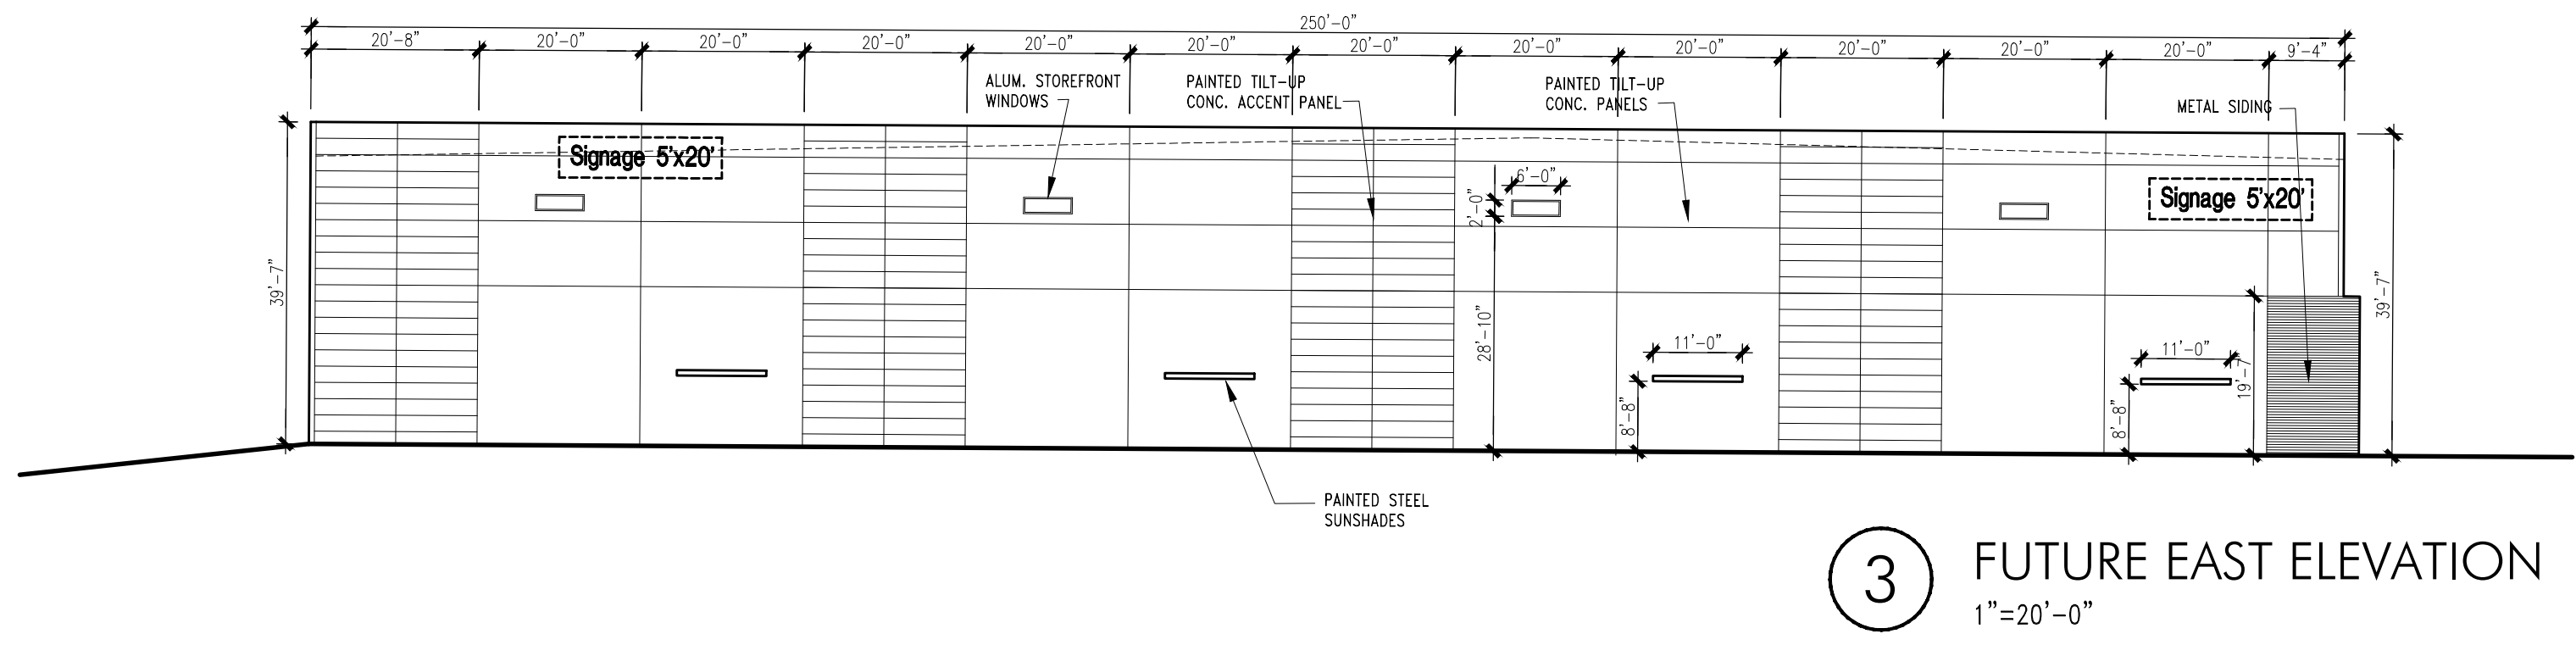 250'-0"
20'-8" 20'-0" 20'-0" 20'-0" 20'-0" 20'-0" 20'-0" 20'-0" 20'-0" 20'-0" 20'-0" 20'-0" 9'-4"
ALUM. STOREFRONT
WINDOWS
PAINTED TILT-UP
CONC. ACCENT PANEL
PAINTED TILT-UP
CONC. PANELS
METAL SIDING
Signage 5'x20'
6'-0"
2'-0"
Signage 5'x20'
39'-7"
28'-10"
11'-0"
8'-8"
11'-0"
8'-8"
19'-7"
39'-7"
PAINTED STEEL
SUNSHADES
3
FUTURE EAST ELEVATION
1"=20'-0"